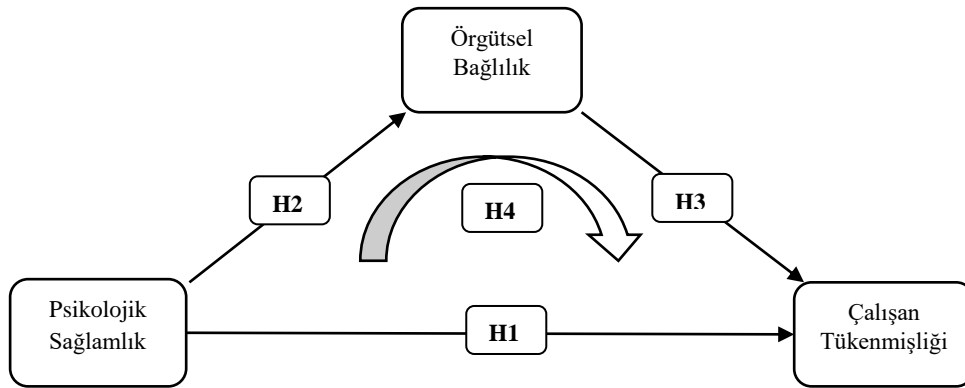 Örgütsel
Bağlılık
H2
H4
H3
Psikolojik
Sağlamlık
H1
Çalışan
Tükenmişliği